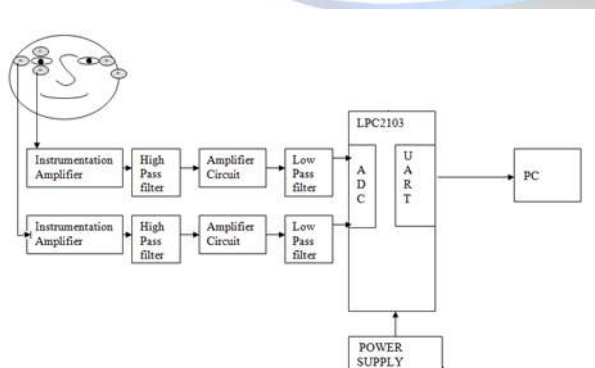 LPC2103
Instrumentation
Amplifier
High
Pass
filter
Amplifier
Circuit
Low
Pass
filter
A
D
C
U
A
R
T
PC
Instrumentation
Amplifier
High
Pass
filter
Amplifier
Circuit
Low
Pass
filter
POWER
SUPPLY